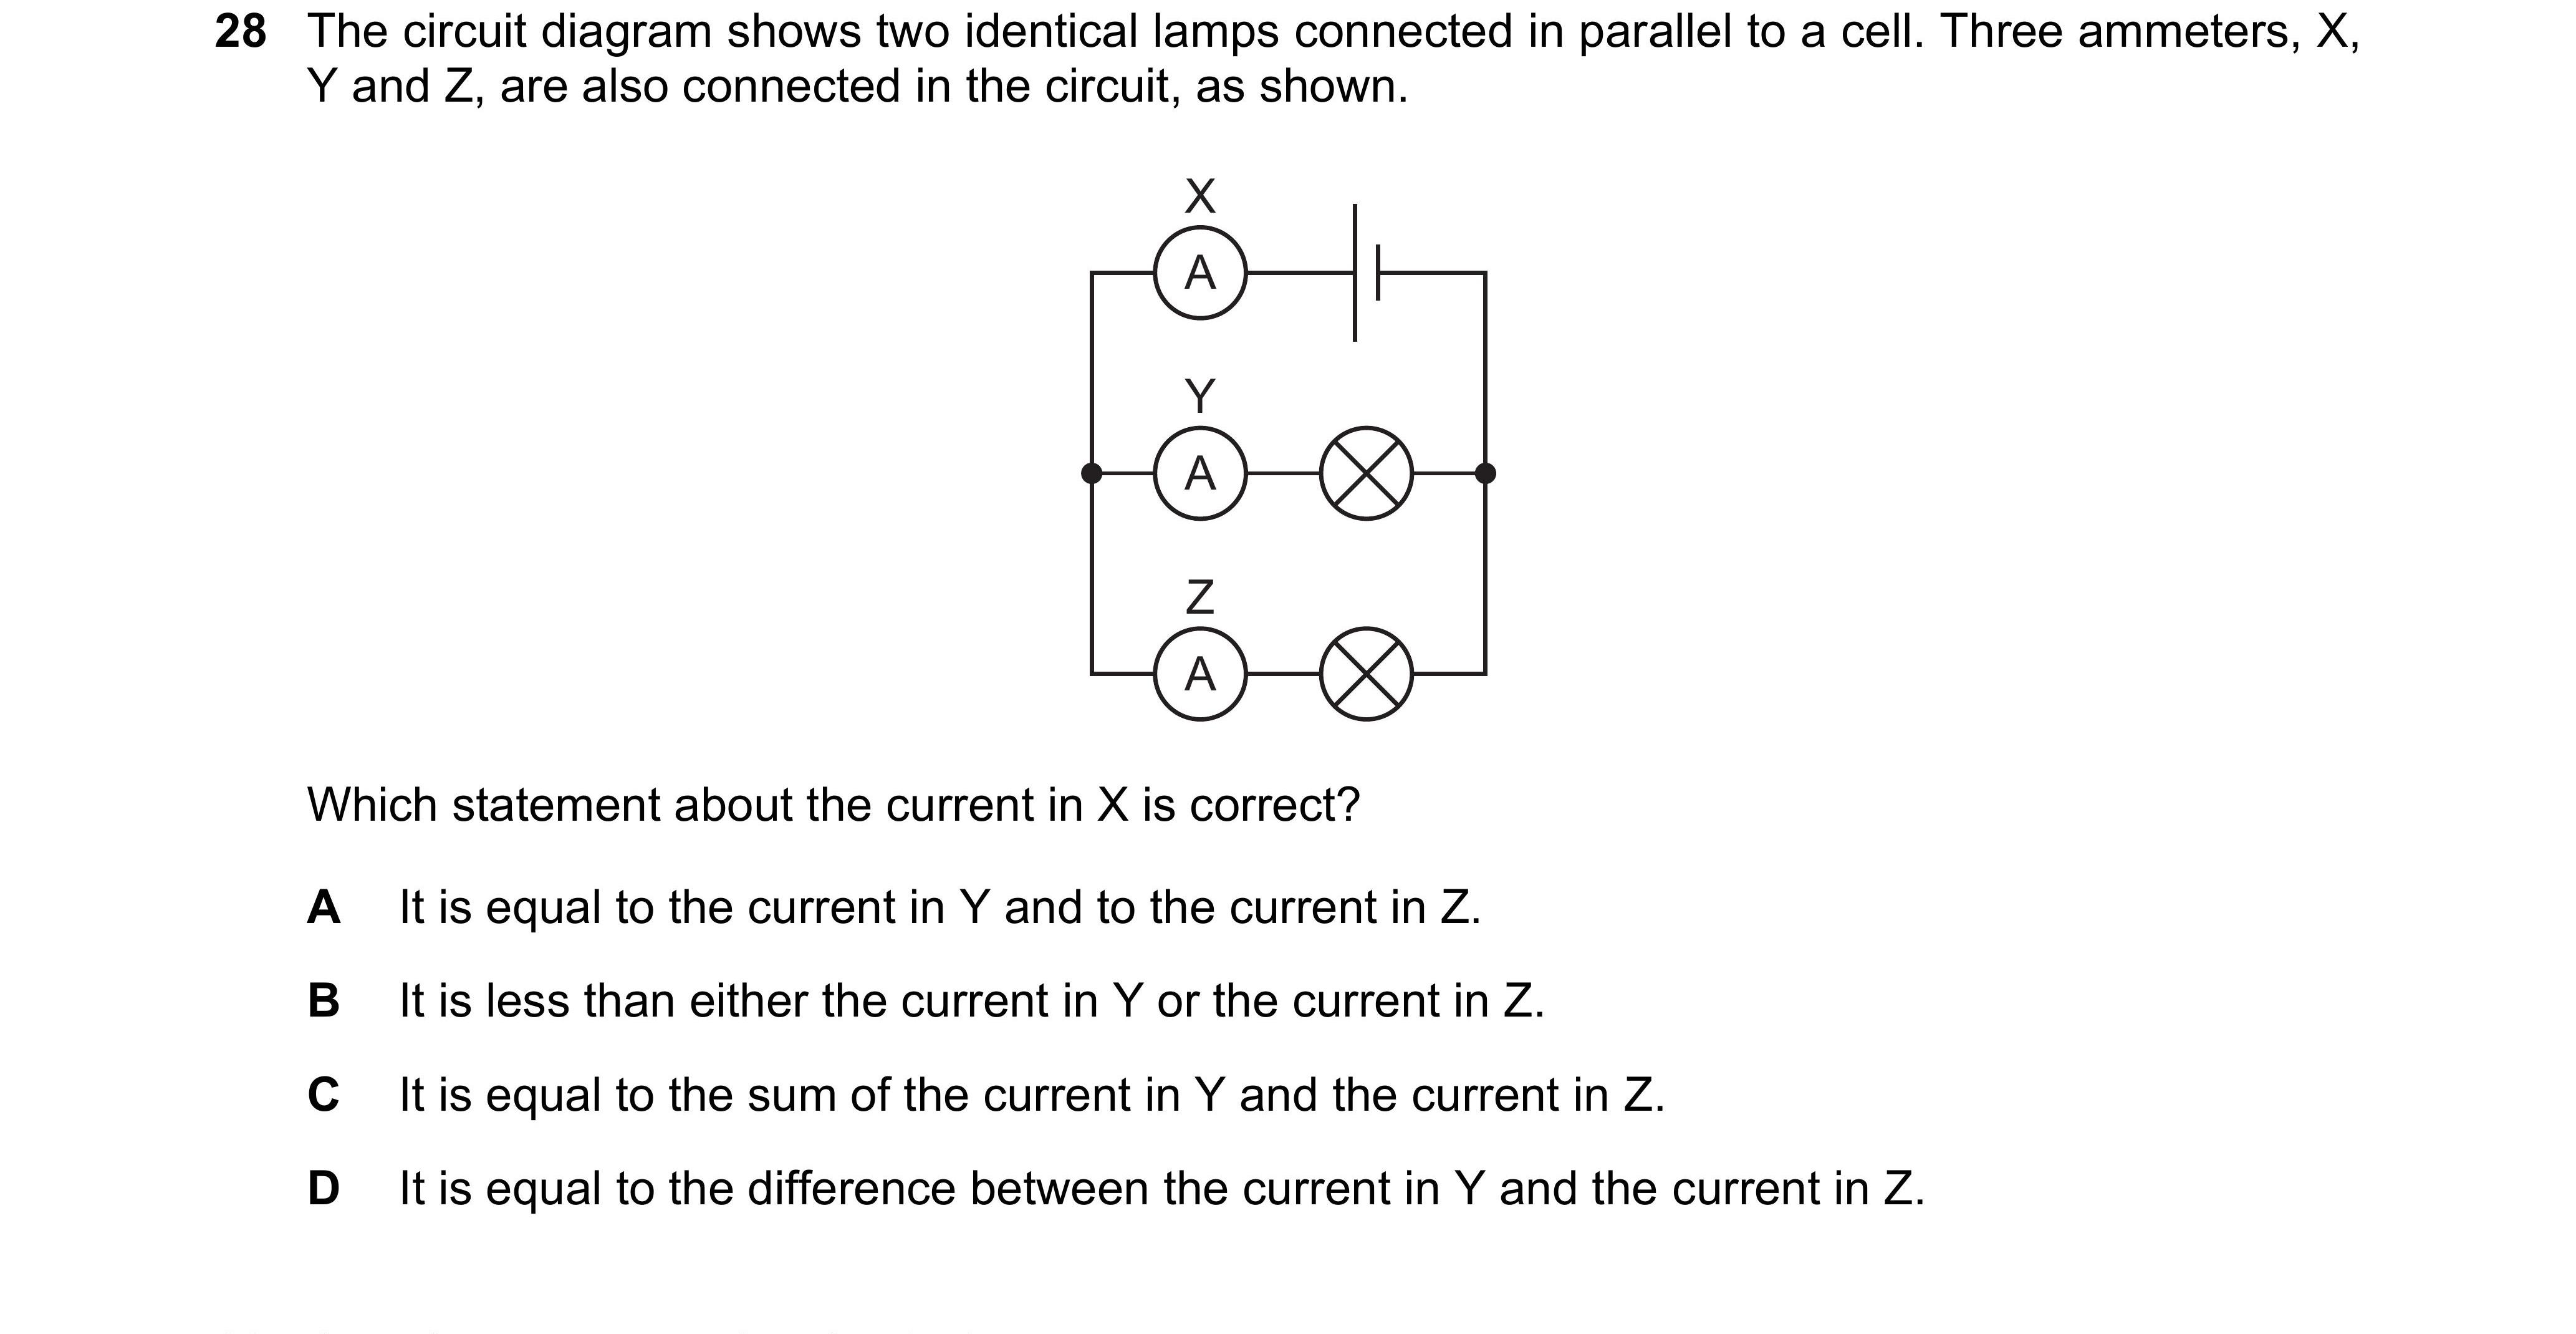 28 The circuit diagram shows two identical lamps connected in parallel to a cell. Three ammeters, X,
Y and Z, are also connected in the circuit, as shown.
X
A
Y
A
Z
A
Which statement about the current in X is correct?
A It is equal to the current in Y and to the current in Z.
B It is less than either the current in Y or the current in Z.
C It is equal to the sum of the current in Y and the current in Z.
D It is equal to the difference between the current in Y and the current in Z.